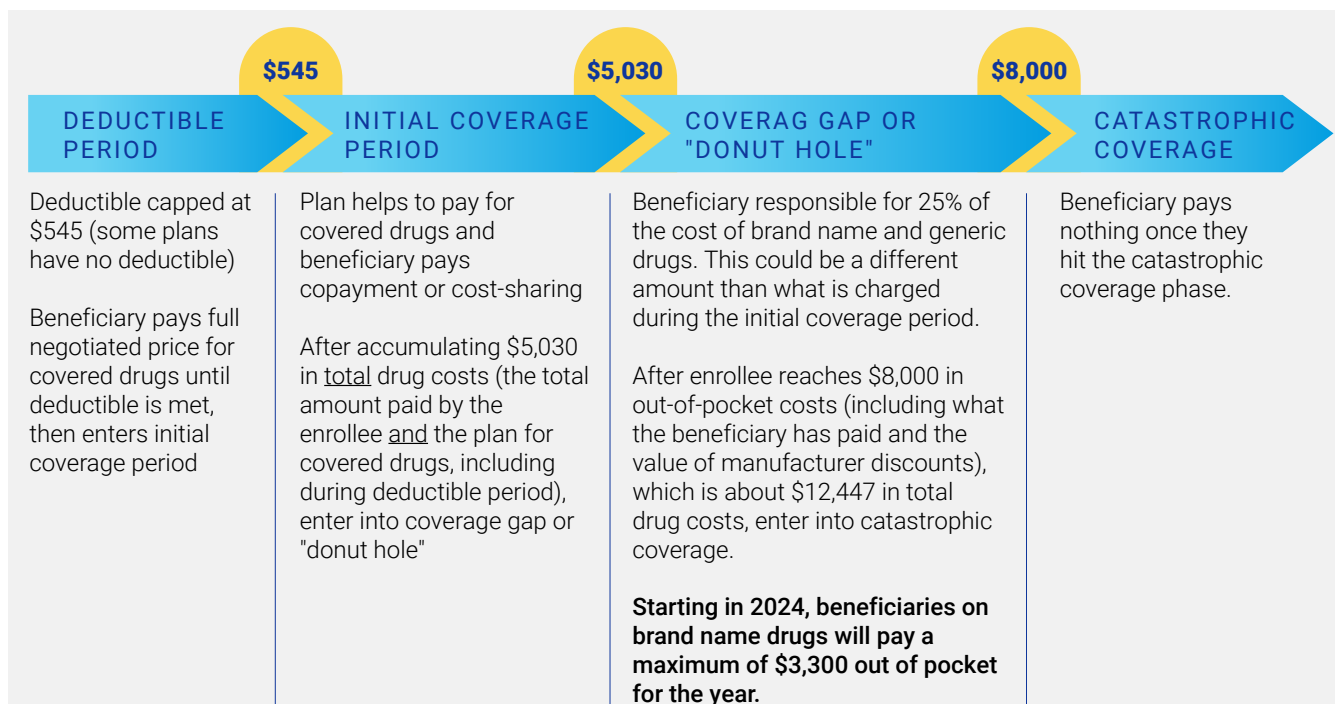 $545
$5,030
$8,000
DEDUCTIBLE
PERIOD
INITIAL COVERAGE
PERIOD
COVERAG GAP OR
"DONUT HOLE"
CATASTROPHIC
COVERAGE
Deductible capped at
$545 (some plans
have no deductible)
Beneficiary pays full
negotiated price for
covered drugs until
deductible is met,
then enters initial
coverage period
Plan helps to pay for
covered drugs and
beneficiary pays
copayment or cost-sharing
After accumulating $5,030
in total drug costs (the total
amount paid by the
enrollee and the plan for
covered drugs, including
during deductible period),
enter into coverage gap or
"donut hole"
Beneficiary responsible for 25% of
the cost of brand name and generic
drugs. This could be a different
amount than what is charged
during the initial coverage period.
After enrollee reaches $8,000 in
out-of-pocket costs (including what
the beneficiary has paid and the
value of manufacturer discounts),
which is about $12,447 in total
drug costs, enter into catastrophic
coverage.
Starting in 2024, beneficiaries on
brand name drugs will pay a
maximum of $3,300 out of pocket
for the year.
Beneficiary pays
nothing once they
hit the catastrophic
coverage phase.